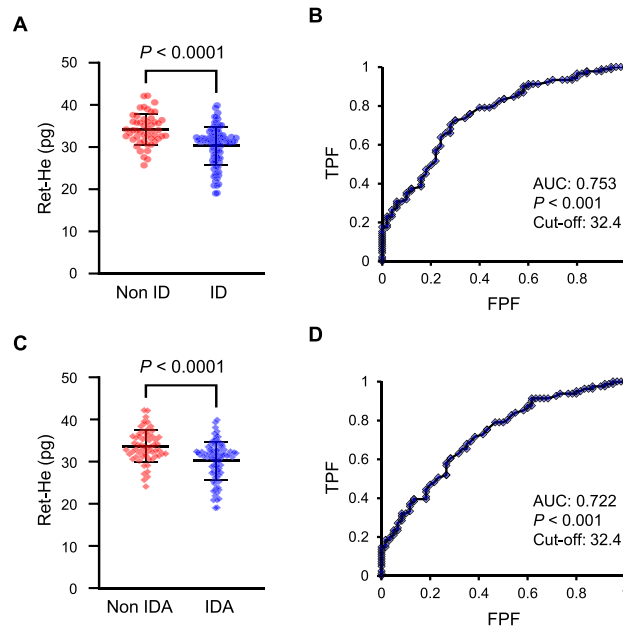 A
P < 0.0001
Ret-He (pg)
50
40
30
20
10
0
Non ID
ID
B
TPF
1
0.8
0.6
0.4
0.2
0
AUC: 0.753
P < 0.001
Cut-off: 32.4
0
0.2
0.4
0.6
0.8
FPF
C
P < 0.0001
Ret-He (pg)
50
40
30
20
10
0
Non IDA
IDA
D
TPF
1
0.8
0.6
0.4
0.2
0
AUC: 0.722
P < 0.001
Cut-off: 32.4
0
0.2
0.4
0.6
0.8
FPF